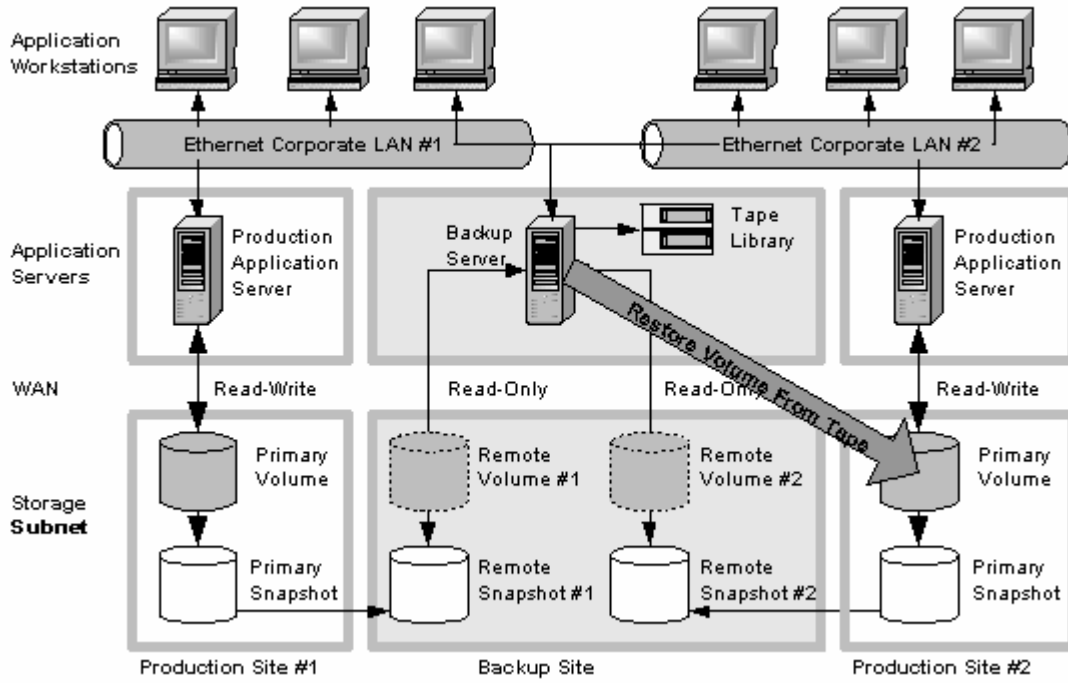 Application
Workstations
Ethernet Corporate LAN #1
Ethernet Corporate LAN #2
Application
Servers
Production
Application
Server
Backup
Server
Tape
Library
Production
Application
Server
Restore Volume From Tape
WAN
Read-Write
Read-Only
Read-Only
Read-Write
Storage
Subnet
Primary
Volume
Remote
Volume #1
Remote
Volume #2
Primary
Volume
Primary
Snapshot
Remote
Snapshot #1
Remote
Snapshot #2
Primary
Snapshot
Production Site #1
Backup Site
Production Site #2